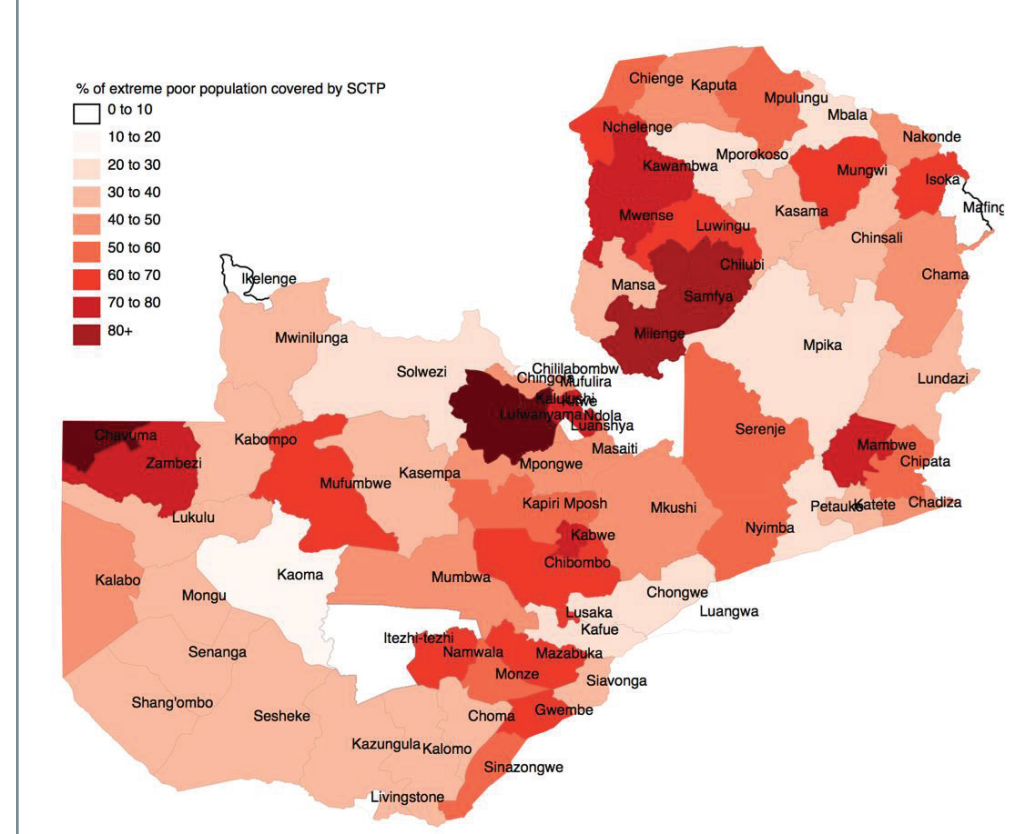 % of extreme poor population covered by SCTP
0 to 10
10 to 20
20 to 30
30 to 40
40 to 50
50 to 60
60 to 70
70 to 80
80+
Chienge
Kaputa
Mpulungu
Mbala
Nchelenge
Nakonde
Mporokoso
Kawambwa
Mungwi
Isoka
Mafing
Mwense
Luwingu
Kasama
Chinsali
Chilubi
Chama
Ikelenge
Mansa
Samfya
Milenge
Mwinilunga
Mpika
Solwezi
Chililabombw
Chingola
Mufulira
Lundazi
Kalulushi
Kitwe
Lufwanyama
Ndola
Luanshya
Serenje
Chavuma
Kabompo
Masaiti
Mambwe
Zambezi
Mpongwe
Chipata
Kasempa
Mufumbwe
Kapiri Mposh
Mkushi
Petauke
Katete
Chadiza
Lukulu
Nyimba
Kabwe
Chibombo
Kaoma
Mumbwa
Kalabo
Mongu
Chongwe
Lusaka
Luangwa
Kafue
Itezhi-tezhi
Namwala
Mazabuka
Senanga
Monze
Siavonga
Shang'ombo
Sesheke
Choma
Gwembe
Kazungula
Kalomo
Sinazongwe
Livingstone